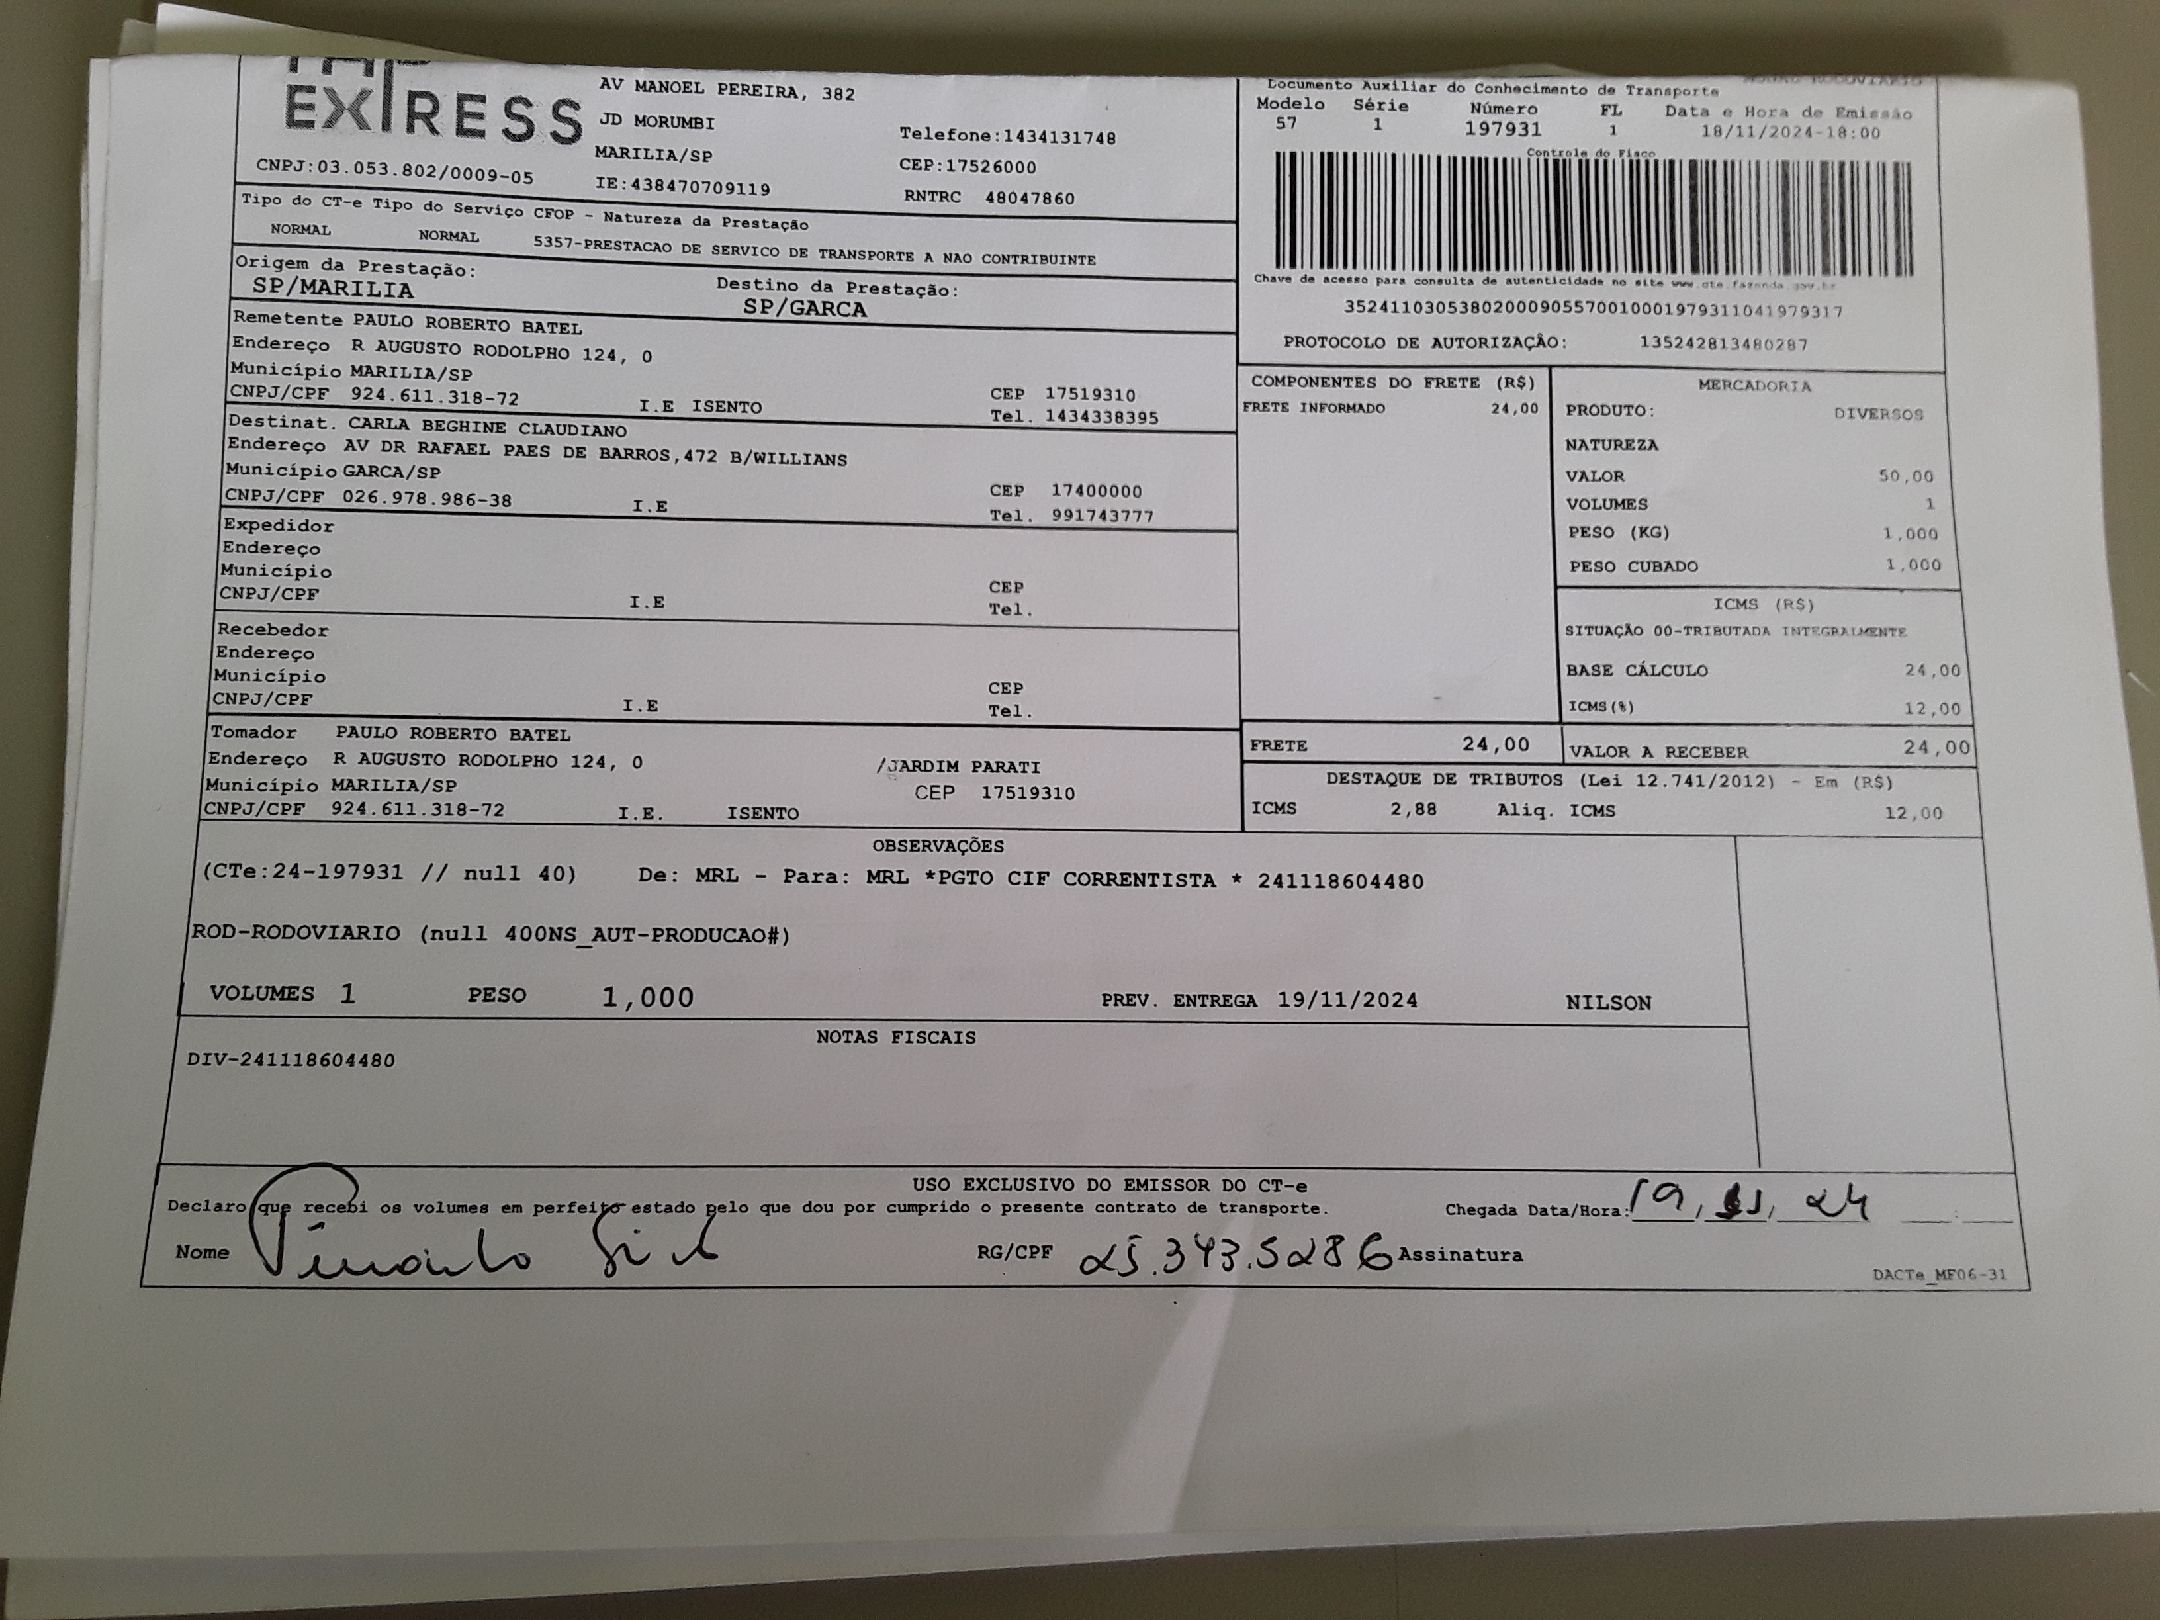 EXPRESS
AV MANOEL PEREIRA, 382
JD MORUMBI
MARILIA/SP
Telefone:1434131748
CEP:17526000
CNPJ:03.053.802/0009-05
IE:438470709119
RNTRC 48047860
Documento Auxiliar do Conhecimento de Transporte
Modelo Série Número FL Data e Hora de Emissão
57 1 197931 1 18/11/2024-18:00
Controle do Fisco
Chave de acesso para consulta de autenticidade no site www.cte.fazenda.gov.br
35241103053802000905570010001979311041979317
PROTOCOLO DE AUTORIZAÇÃO: 135242813480287
Tipo do CT-e Tipo do Serviço CFOP - Natureza da Prestação
NORMAL NORMAL 5357-PRESTACAO DE SERVICO DE TRANSPORTE A NAO CONTRIBUINTE
Origem da Prestação: Destino da Prestação:
SP/MARILIA SP/GARCA
Remetente PAULO ROBERTO BATEL
Endereço R AUGUSTO RODOLPHO 124, 0
Município MARILIA/SP CEP 17519310
CNPJ/CPF 924.611.318-72 I.E ISENTO Tel. 1434338395
Destinat. CARLA BEGHINE CLAUDIANO
Endereço AV DR RAFAEL PAES DE BARROS,472 B/WILLIANS
Município GARCA/SP CEP 17400000
CNPJ/CPF 026.978.986-38 I.E Tel. 991743777
Expedidor
Endereço
Município CEP
CNPJ/CPF I.E Tel.
Recebedor
Endereço
Município CEP
CNPJ/CPF I.E Tel.
Tomador PAULO ROBERTO BATEL
Endereço R AUGUSTO RODOLPHO 124, 0 /JARDIM PARATI
Município MARILIA/SP CEP 17519310
CNPJ/CPF 924.611.318-72 I.E. ISENTO
COMPONENTES DO FRETE (R$)
FRETE INFORMADO 24,00
MERCADORIA
PRODUTO: DIVERSOS
NATUREZA
VALOR 50,00
VOLUMES 1
PESO (KG) 1,000
PESO CUBADO 1,000
ICMS (R$)
SITUAÇÃO 00-TRIBUTADA INTEGRALMENTE
BASE CÁLCULO 24,00
ICMS(%) 12,00
FRETE 24,00 VALOR A RECEBER 24,00
DESTAQUE DE TRIBUTOS (Lei 12.741/2012) - Em (R$)
ICMS 2,88 Aliq. ICMS 12,00
OBSERVAÇÕES
(CTe:24-197931 // null 40) De: MRL - Para: MRL *PGTO CIF CORRENTISTA * 241118604480
ROD-RODOVIARIO (null 400NS_AUT-PRODUCAO#)
VOLUMES 1 PESO 1,000 PREV. ENTREGA 19/11/2024 NILSON
NOTAS FISCAIS
DIV-241118604480
USO EXCLUSIVO DO EMISSOR DO CT-e
Declaro que recebi os volumes em perfeito estado pelo que dou por cumprido o presente contrato de transporte. Chegada Data/Hora: 19, 11, 24
Nome RG/CPF 25.343.5286 Assinatura
DACTe_MF06-31